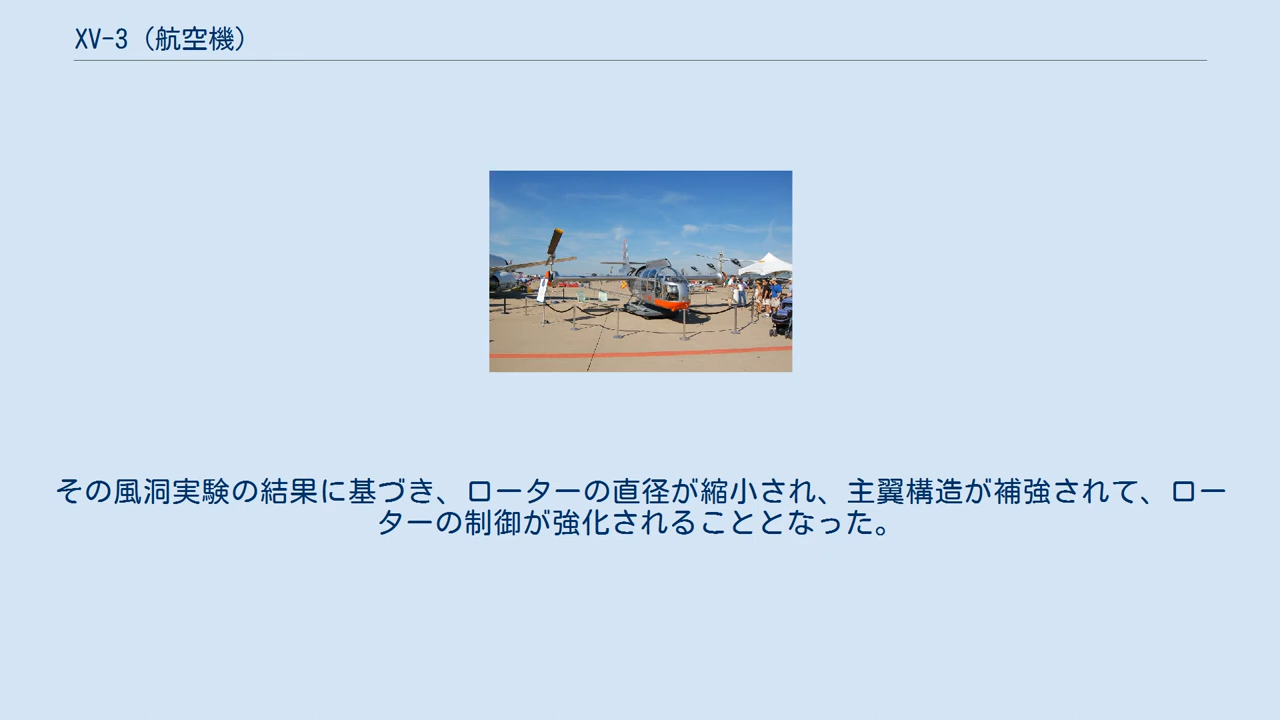 XV-3（航空機）
その風洞実験の結果に基づき、ローターの直径が縮小され、主翼構造が補強されて、ロー
ターの制御が強化されることとなった。